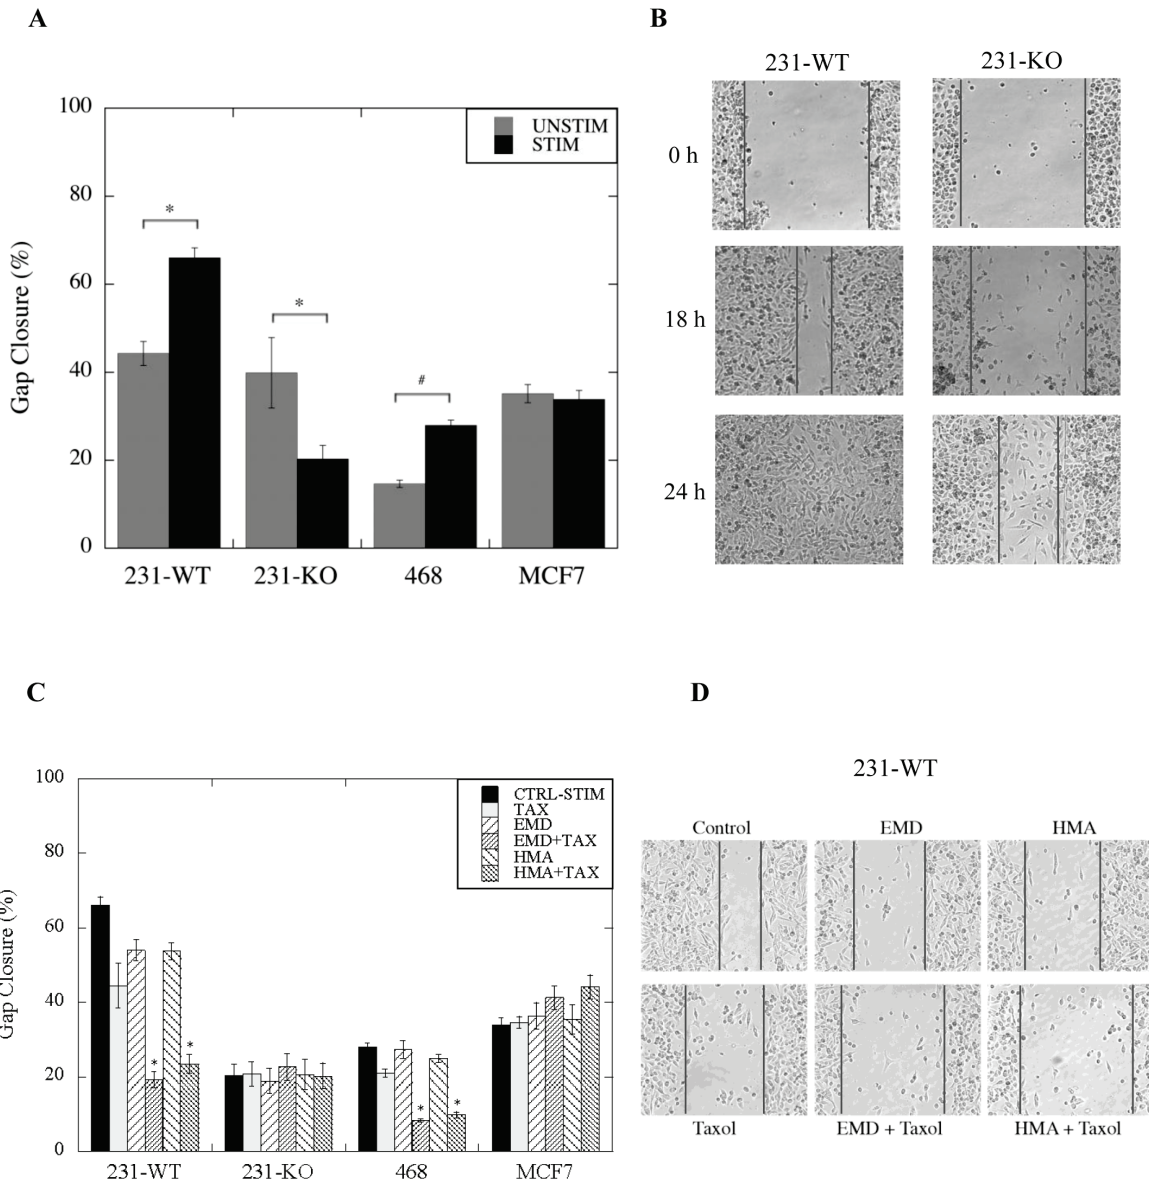 A
100
80
60
40
20
0
Gap Closure (%)
UNSTIM
STIM
*
*
#
231-WT
231-KO
468
MCF7
B
231-WT
231-KO
0 h
18 h
24 h
C
100
80
60
40
20
0
Gap Closure (%)
CTRL-STIM
TAX
EMD
EMD+TAX
HMA
HMA+TAX
*
*
*
*
231-WT
231-KO
468
MCF7
D
231-WT
Control
EMD
HMA
Taxol
EMD + Taxol
HMA + Taxol